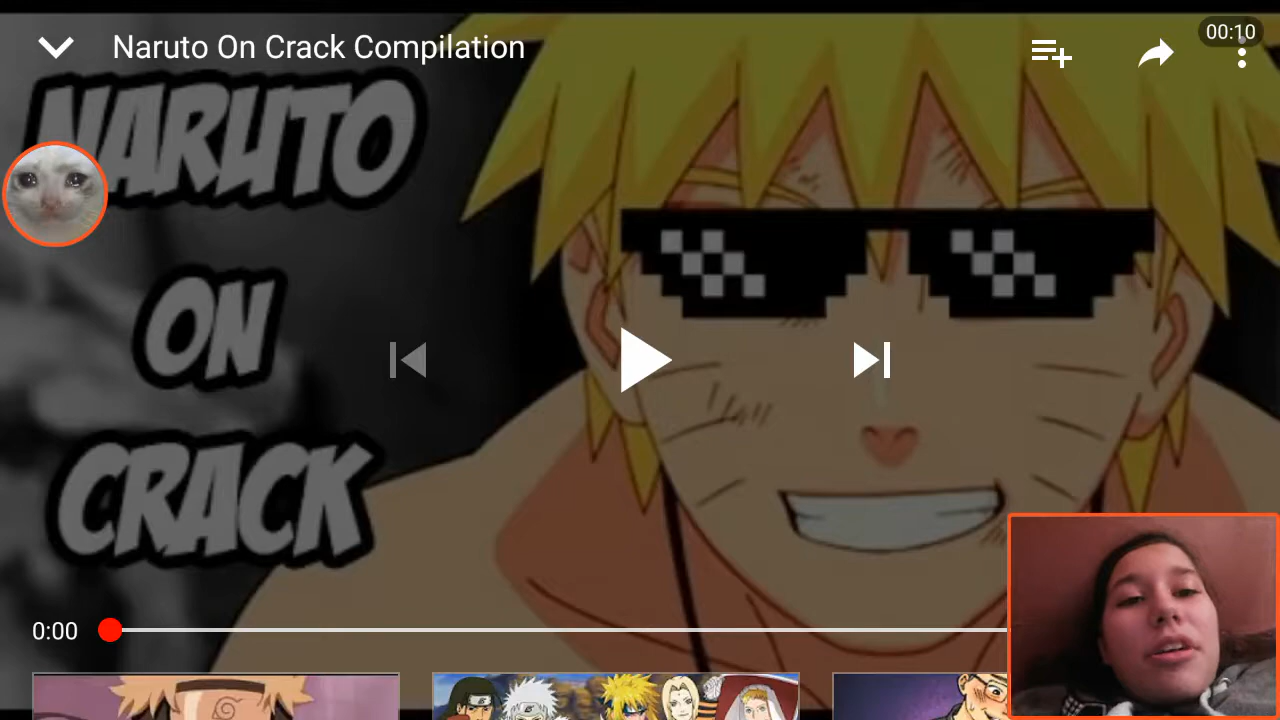 Naruto On Crack Compilation
00:10
NARUTO
ON
CRACK
0:00